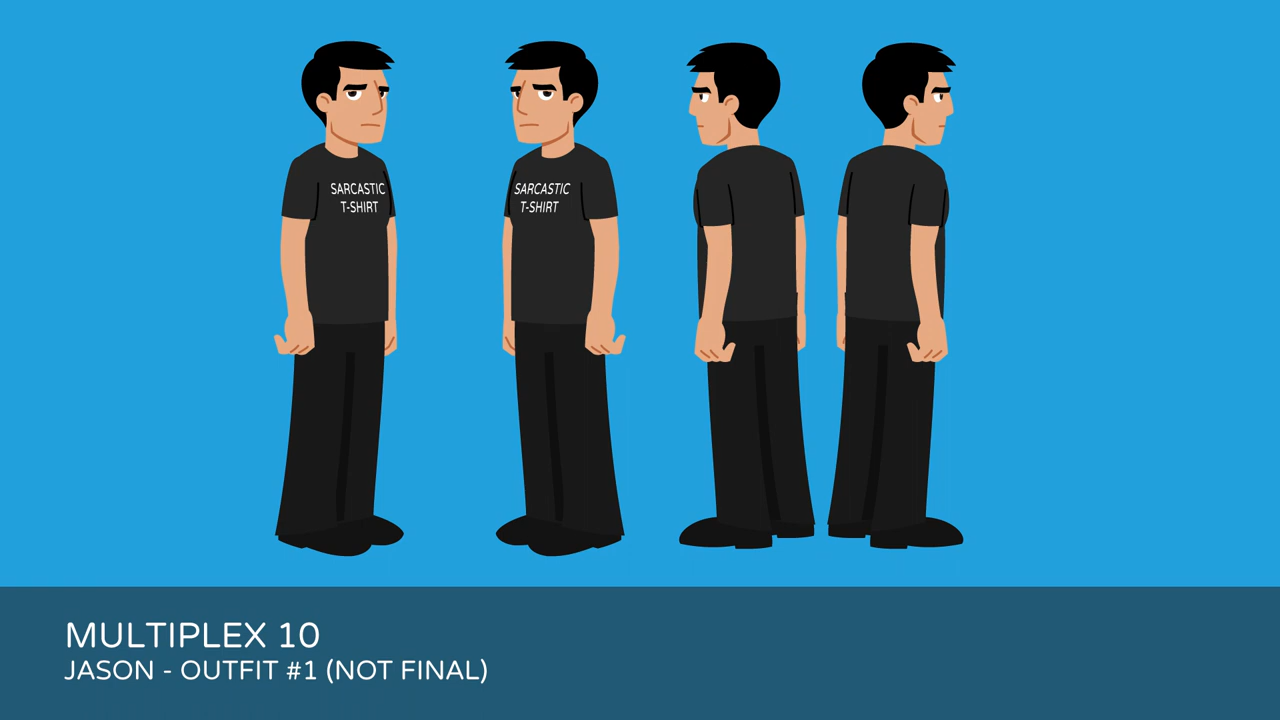 SARCASTIC
T-SHIRT
SARCASTIC
T-SHIRT
MULTIPLEX 10
JASON - OUTFIT #1 (NOT FINAL)